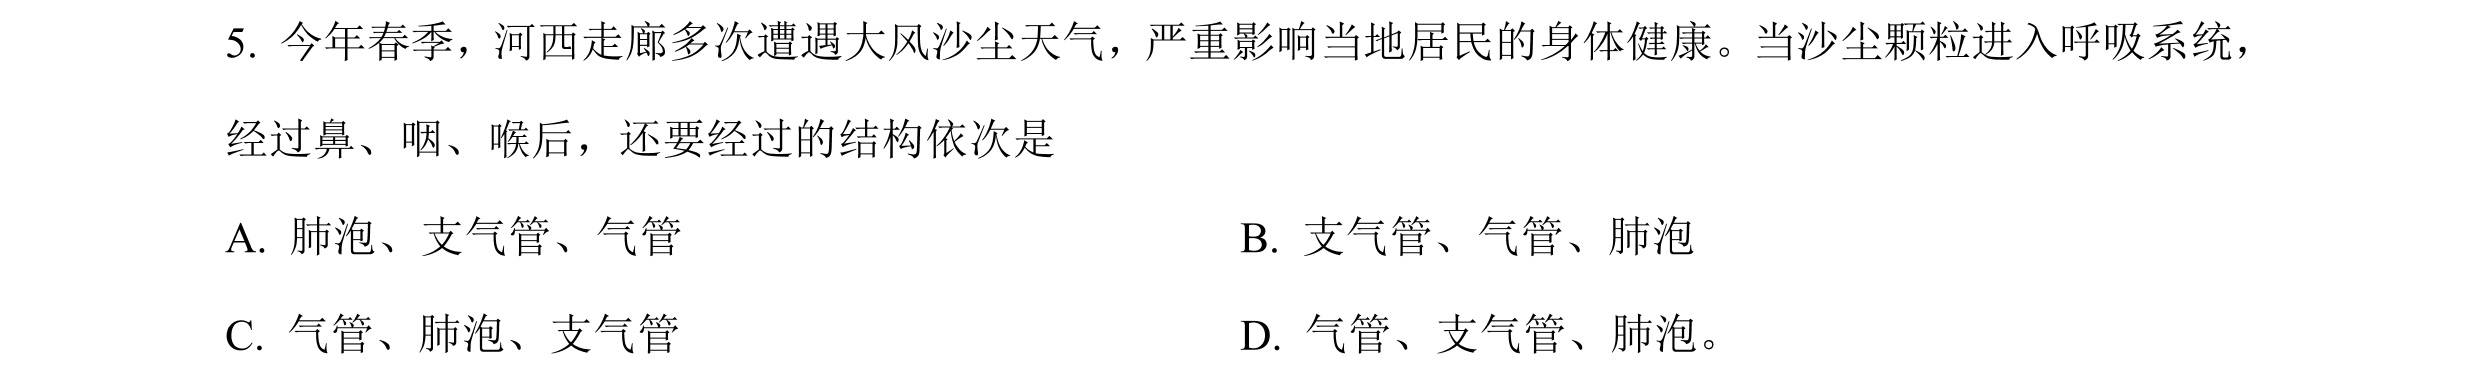 5. 今年春季，河西走廊多次遭遇大风沙尘天气，严重影响当地居民的身体健康。当沙尘颗粒进入呼吸系统，
经过鼻、咽、喉后，还要经过的结构依次是
A. 肺泡、支气管、气管 B. 支气管、气管、肺泡
C. 气管、肺泡、支气管 D. 气管、支气管、肺泡。